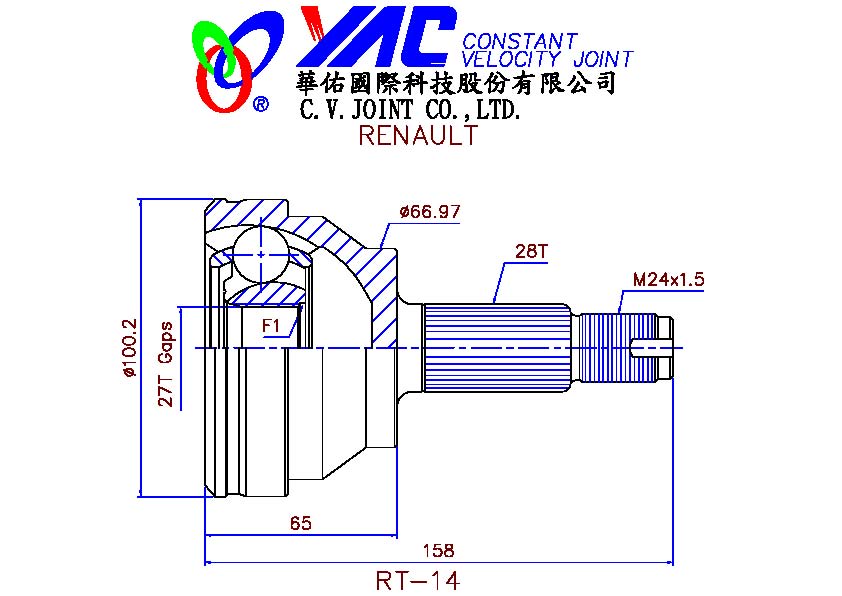 YAC CONSTANT
VELOCITY JOINT
®
華佑國際科技股份有限公司
C.V.JOINT CO.,LTD.
RENAULT
ø66.97
28T
M24x1.5
ø100.2
27T Gaps
F1
65
158
RT-14